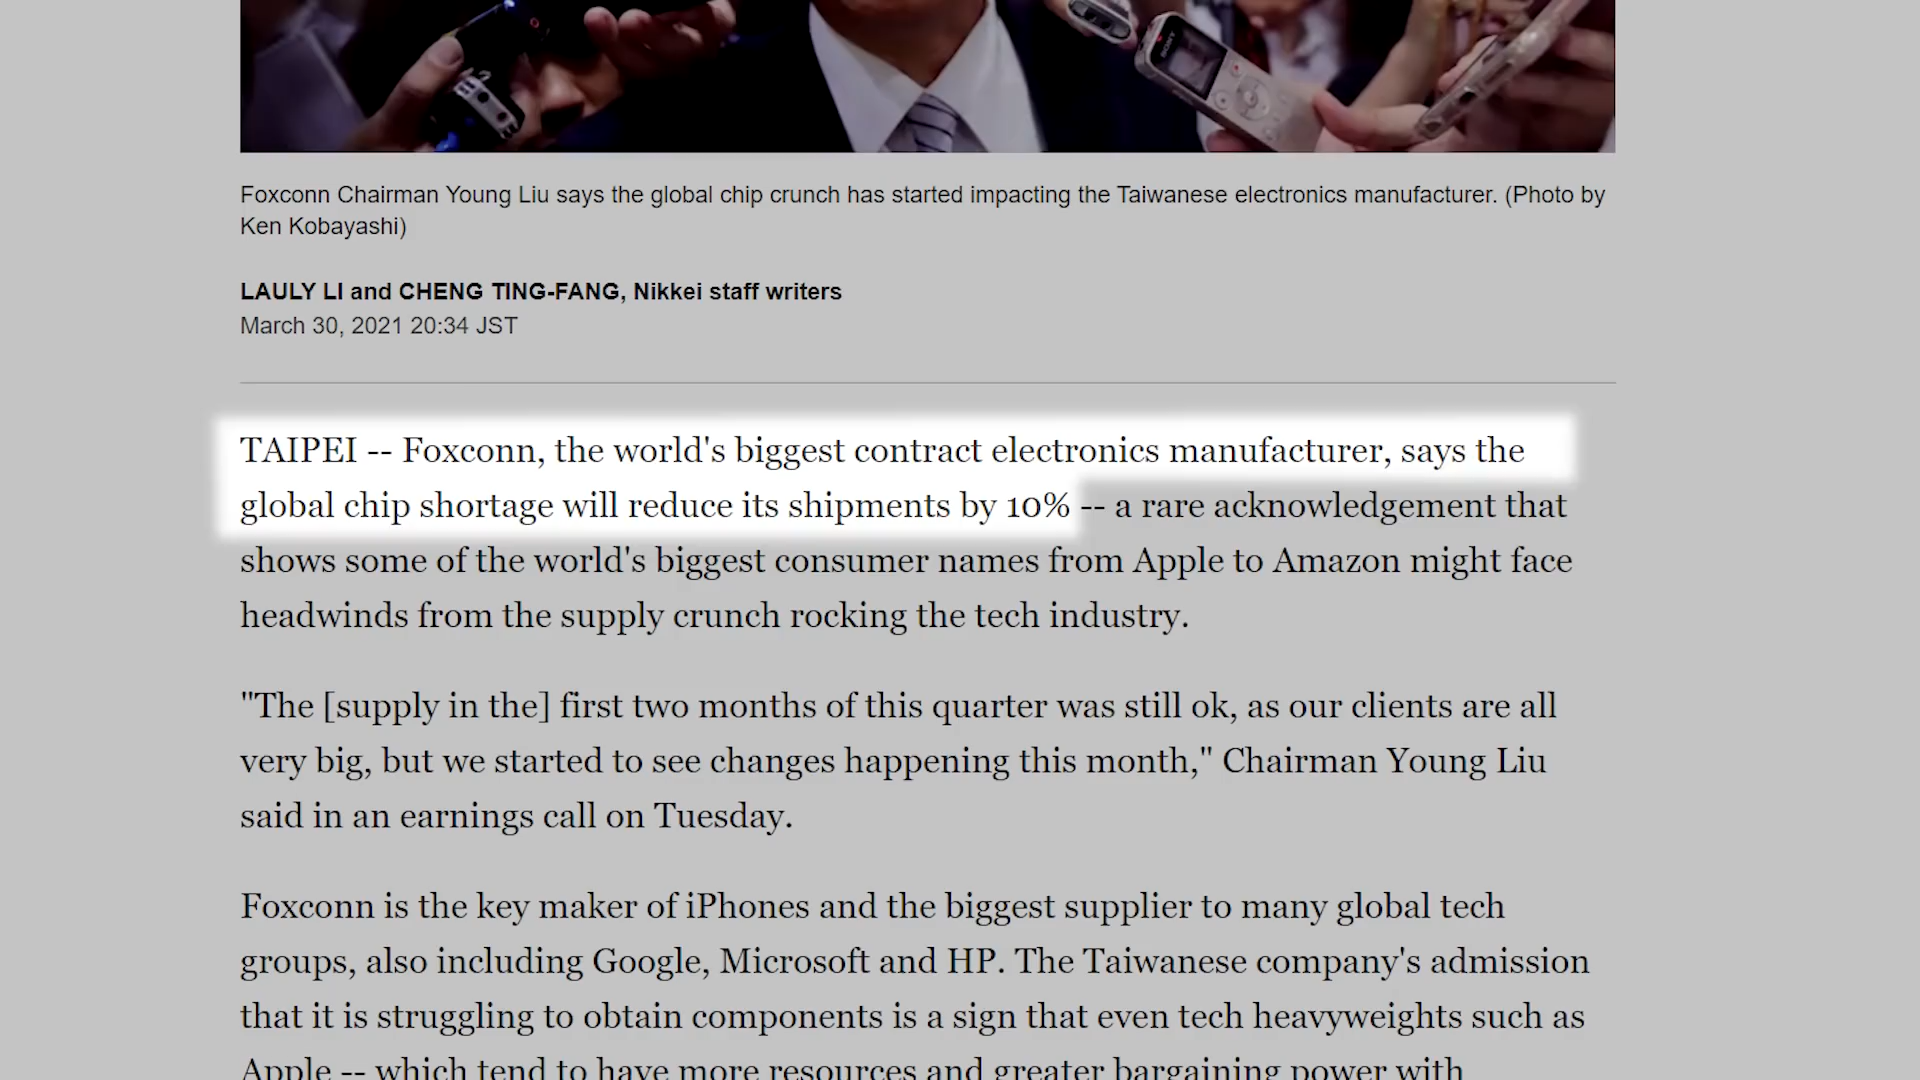 SONY
Foxconn Chairman Young Liu says the global chip crunch has started impacting the Taiwanese electronics manufacturer. (Photo by
Ken Kobayashi)
LAULY LI and CHENG TING-FANG, Nikkei staff writers
March 30, 2021 20:34 JST
TAIPEI -- Foxconn, the world's biggest contract electronics manufacturer, says the
global chip shortage will reduce its shipments by 10% -- a rare acknowledgement that
shows some of the world's biggest consumer names from Apple to Amazon might face
headwinds from the supply crunch rocking the tech industry.
"The [supply in the] first two months of this quarter was still ok, as our clients are all
very big, but we started to see changes happening this month," Chairman Young Liu
said in an earnings call on Tuesday.
Foxconn is the key maker of iPhones and the biggest supplier to many global tech
groups, also including Google, Microsoft and HP. The Taiwanese company's admission
that it is struggling to obtain components is a sign that even tech heavyweights such as
Apple -- which tend to have more resources and greater bargaining power with